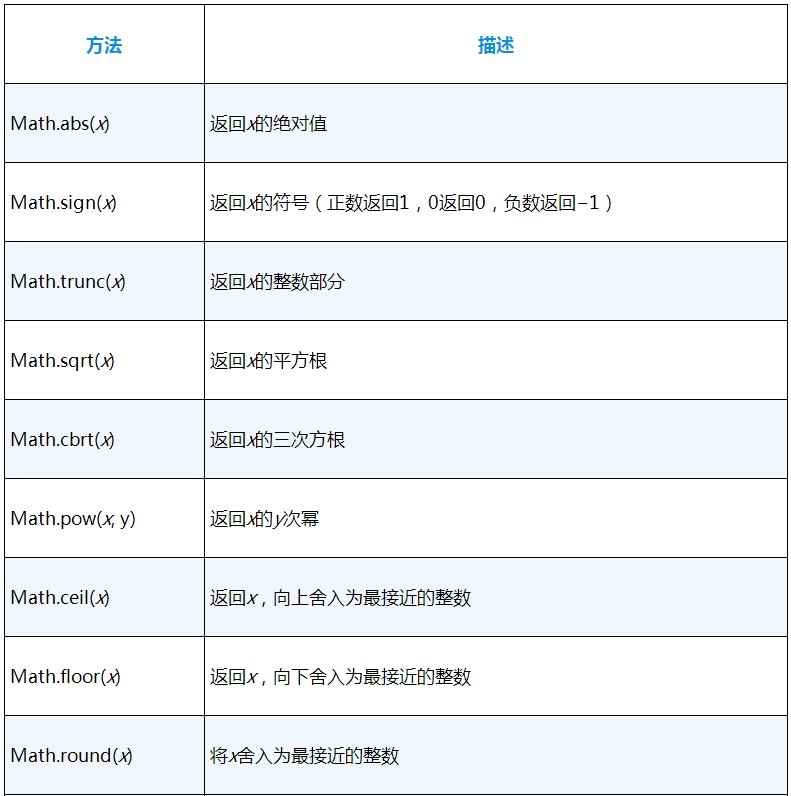 方法 描述
Math.abs(x) 返回x的绝对值
Math.sign(x) 返回x的符号（正数返回1，0返回0，负数返回−1）
Math.trunc(x) 返回x的整数部分
Math.sqrt(x) 返回x的平方根
Math.cbrt(x) 返回x的三次方根
Math.pow(x, y) 返回x的y次幂
Math.ceil(x) 返回x，向上舍入为最接近的整数
Math.floor(x) 返回x，向下舍入为最接近的整数
Math.round(x) 将x舍入为最接近的整数